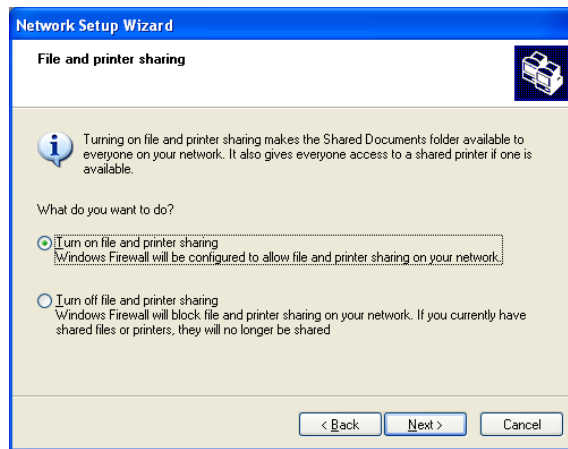 Network Setup Wizard
File and printer sharing
Turning on file and printer sharing makes the Shared Documents folder available to
everyone on your network. It also gives everyone access to a shared printer if one is
available.
What do you want to do?
Turn on file and printer sharing
Windows Firewall will be configured to allow file and printer sharing on your network.
Turn off file and printer sharing
Windows Firewall will block file and printer sharing on your network. If you currently have
shared files or printers, they will no longer be shared
< Back
Next >
Cancel